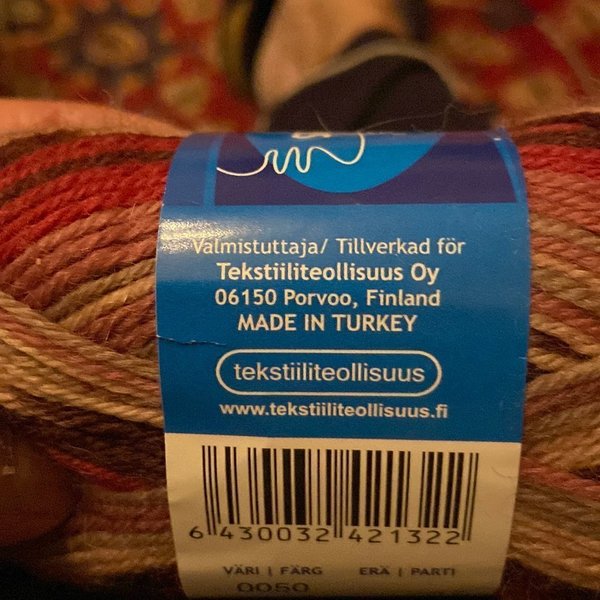 Valmistuttaja/ Tillverkad för
Tekstiiliteollisuus Oy
06150 Porvoo, Finland
MADE IN TURKEY
tekstiiliteollisuus
www.tekstiiliteollisuus.fi
6 430032 421322
VÄRI | FÄRG ERÄ | PARTI
0050